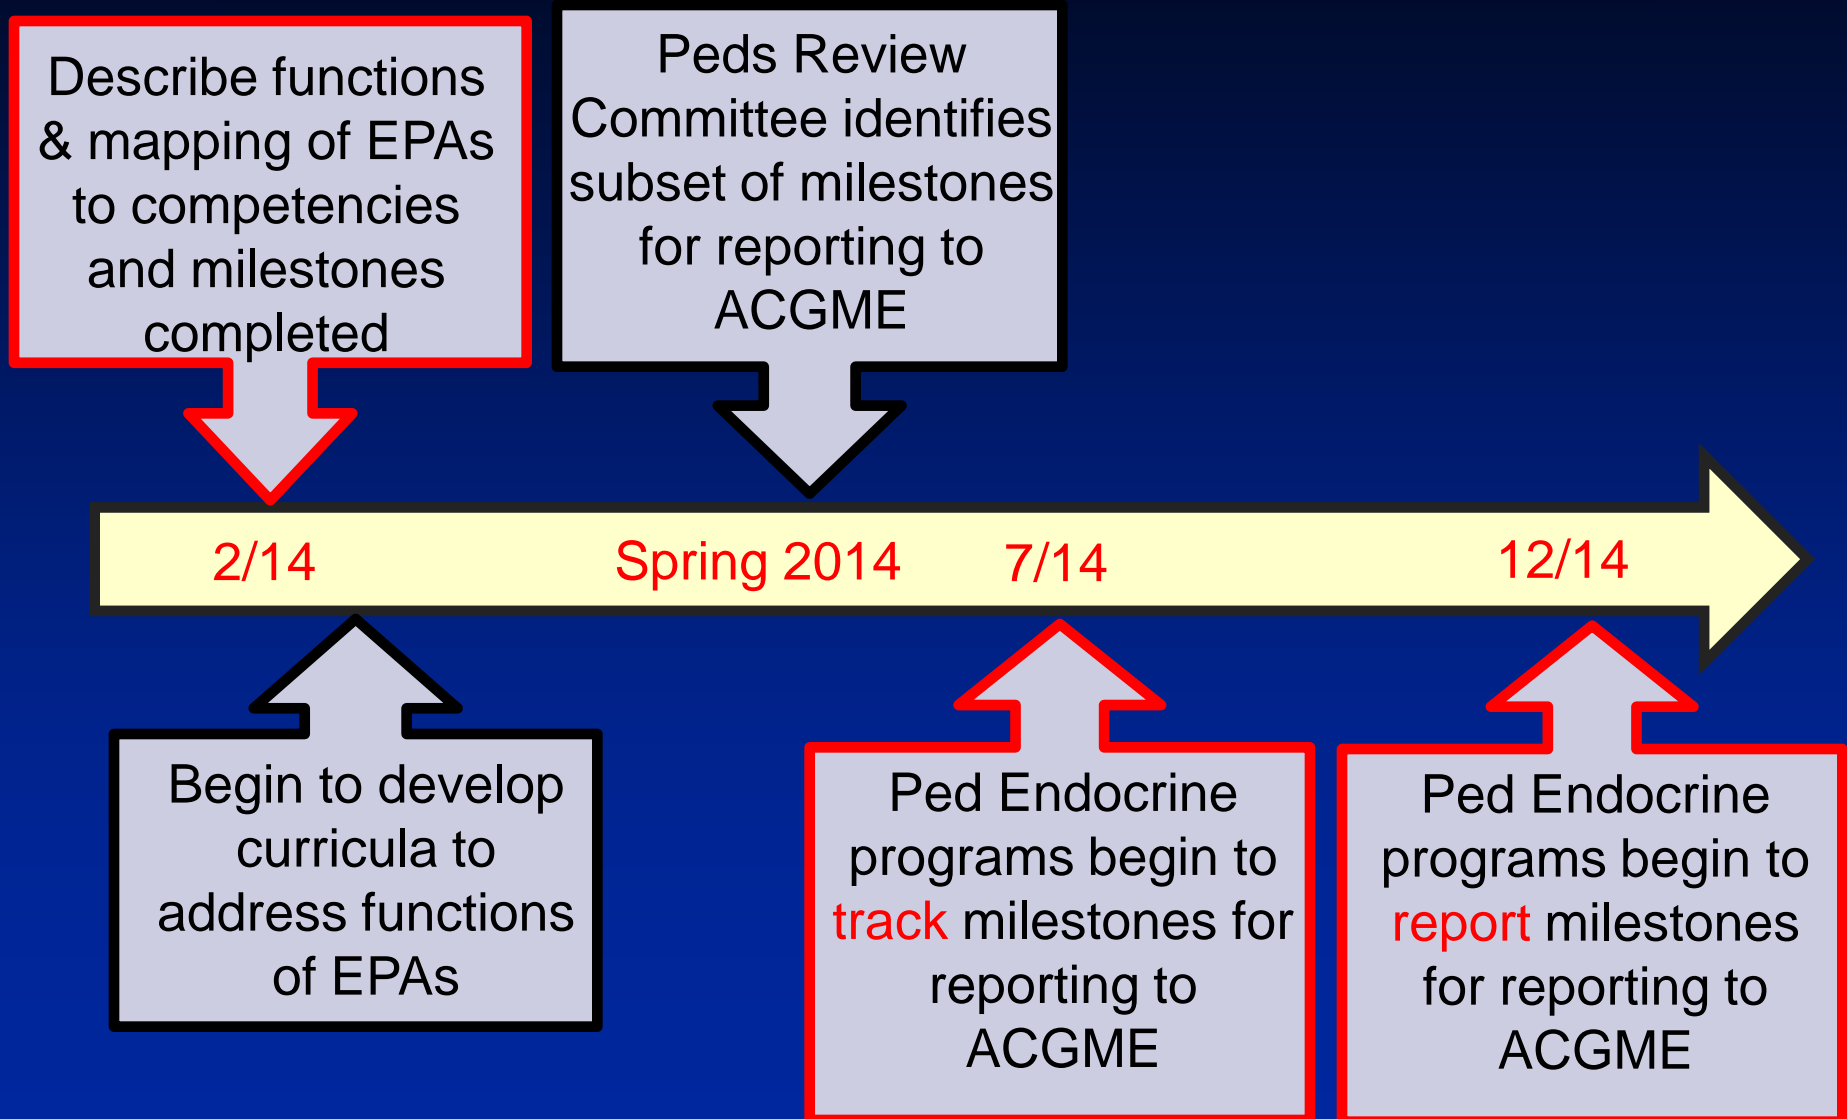 Describe functions
& mapping of EPAs
to competencies
and milestones
completed
Peds Review
Committee identifies
subset of milestones
for reporting to
ACGME
2/14
Spring 2014
7/14
12/14
Begin to develop
curricula to
address functions
of EPAs
Ped Endocrine
programs begin to
track milestones for
reporting to
ACGME
Ped Endocrine
programs begin to
report milestones
for reporting to
ACGME